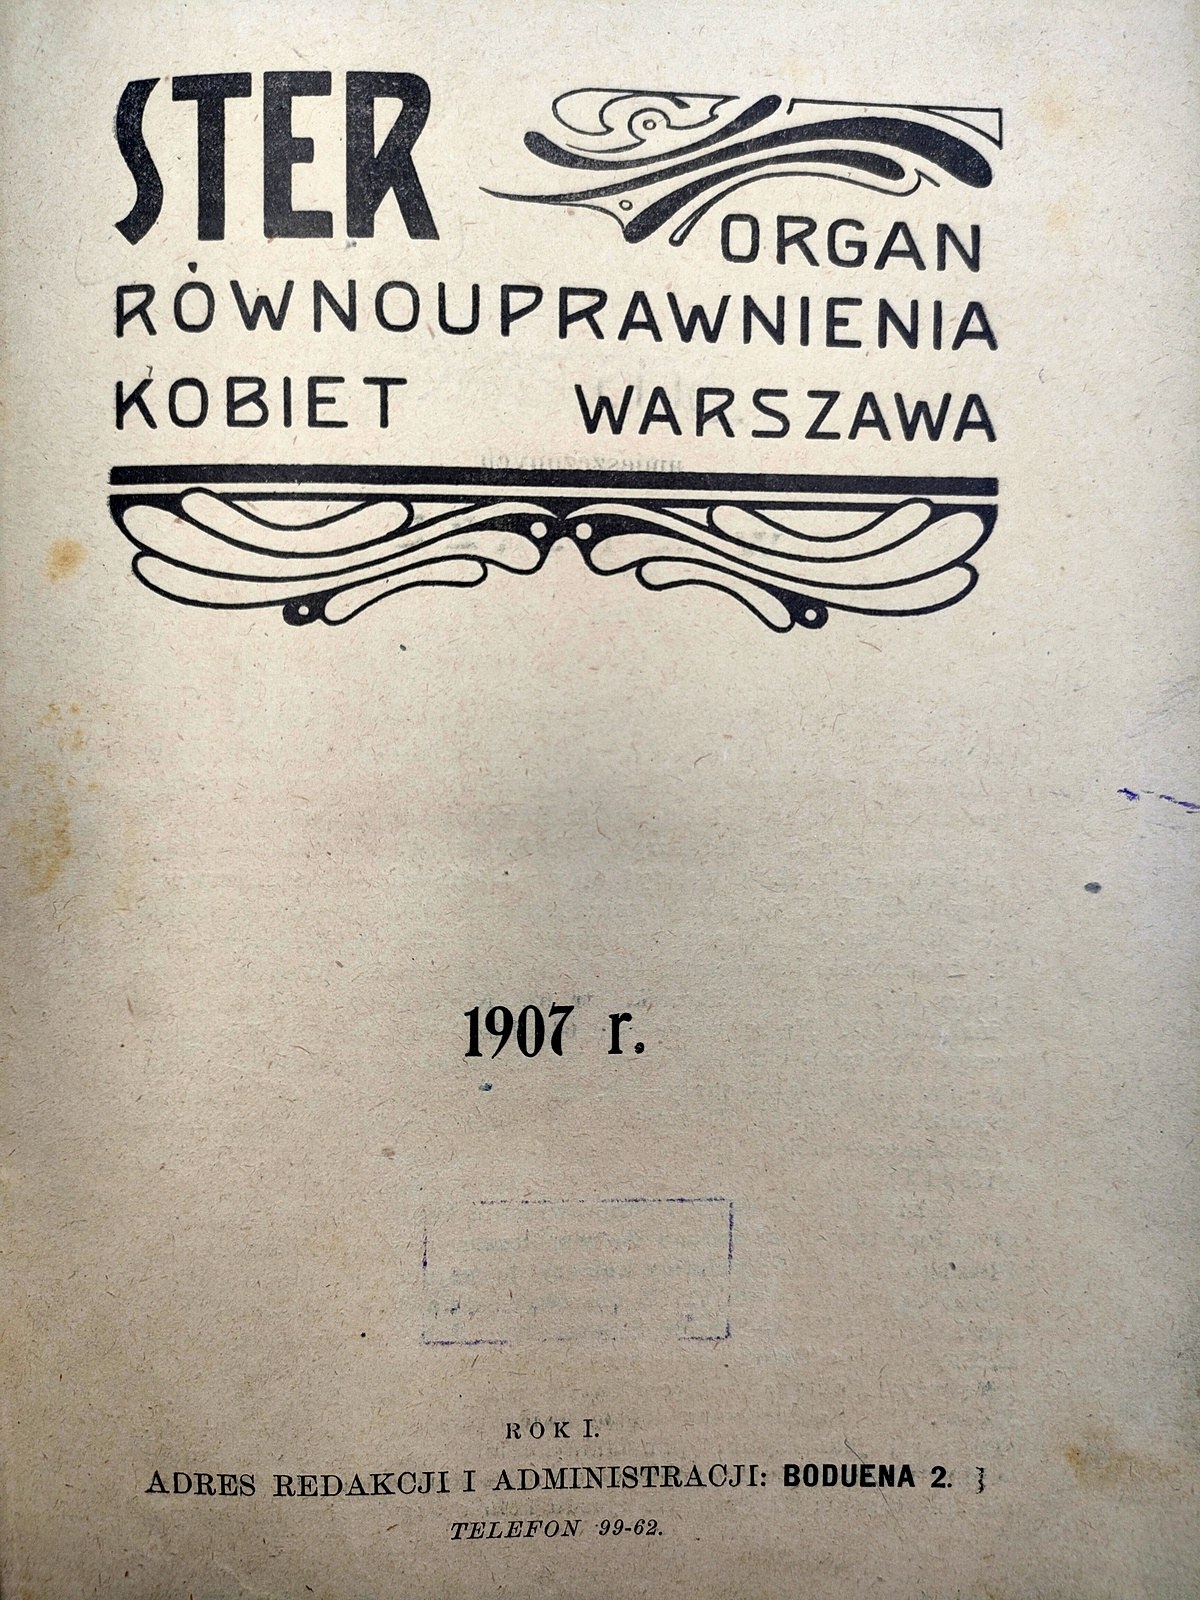 STER
ORGAN
RÓWNOUPRAWNIENIA
KOBIET WARSZAWA
1907 r.
ROK I.
ADRES REDAKCJI I ADMINISTRACJI: BODUENA 2.
TELEFON 99-62.